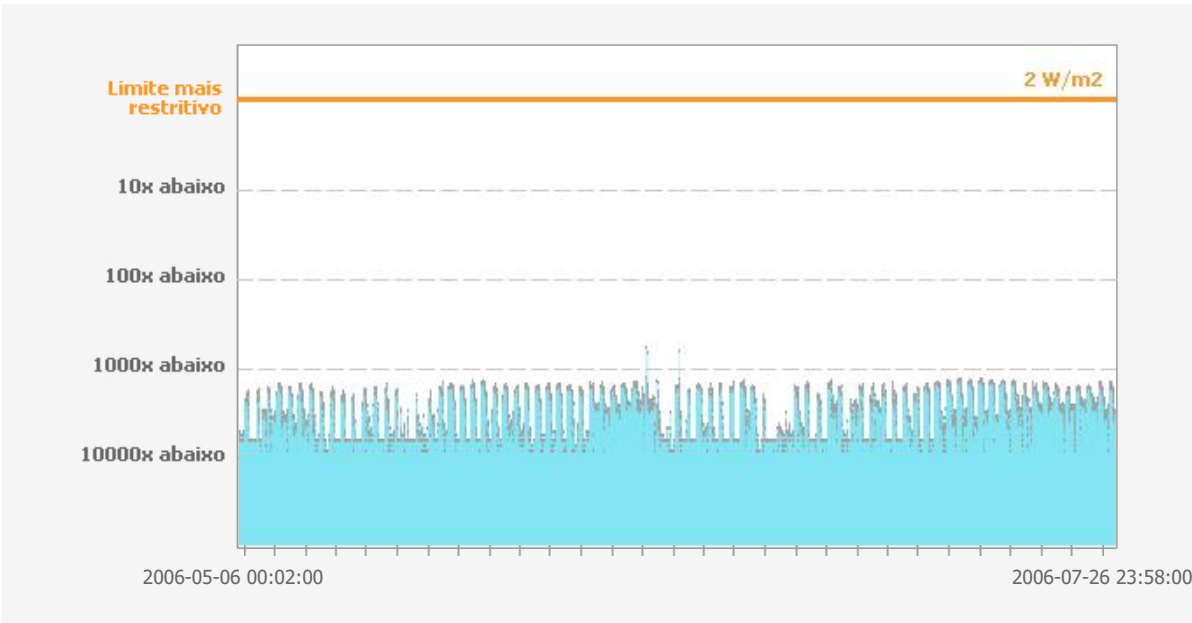 2 W/m2
Limite mais
restritivo
10x abaixo
100x abaixo
1000x abaixo
10000x abaixo
2006-05-06 00:02:00
2006-07-26 23:58:00